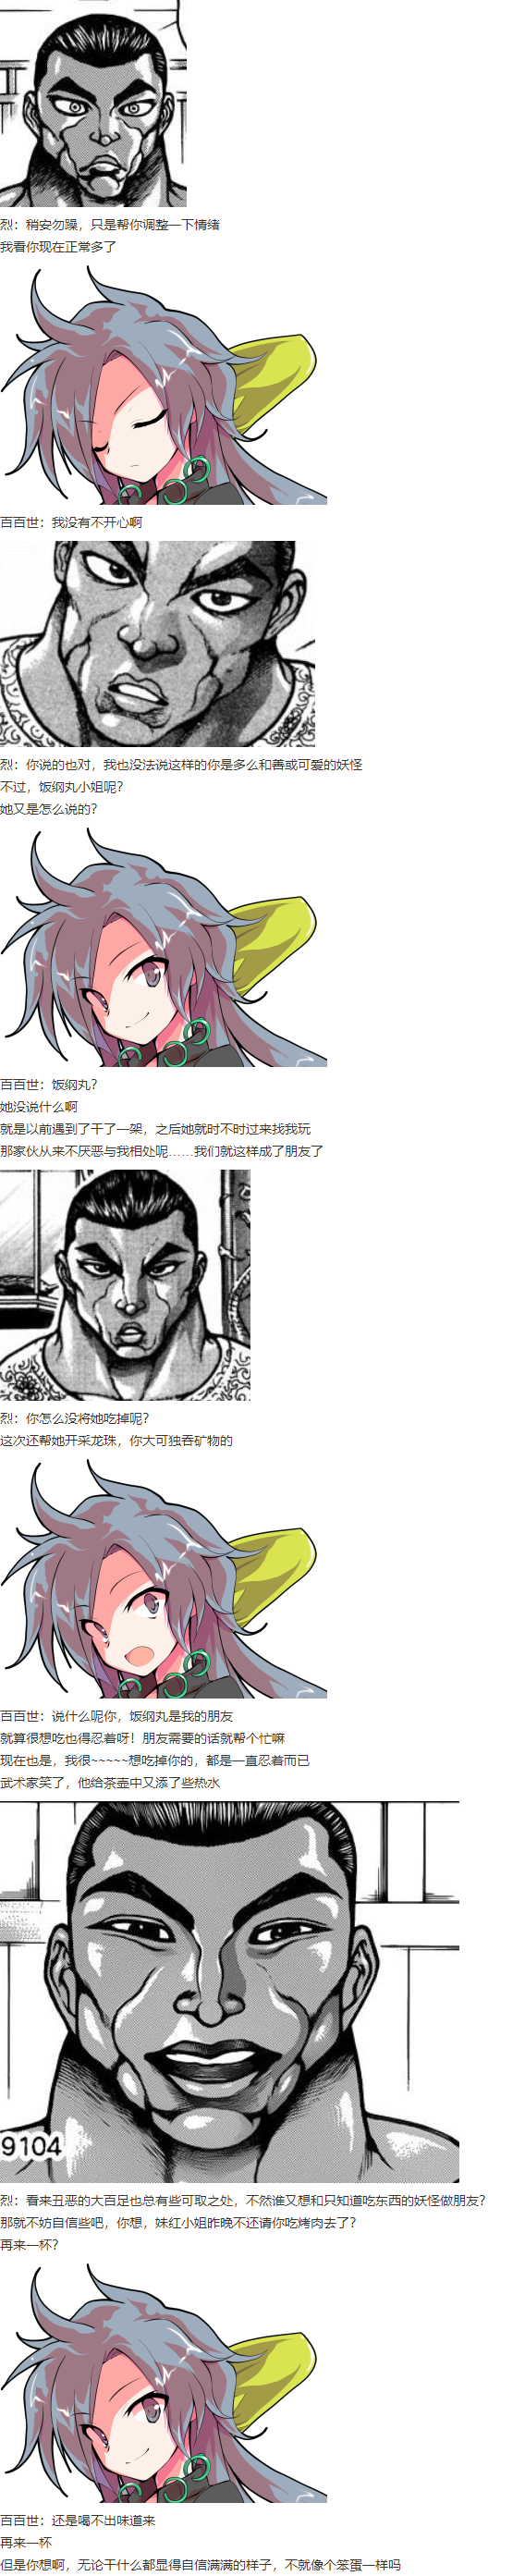 烈：稍安勿躁，只是帮你调整一下情绪
我看你现在正常多了
百百世：我没有不开心啊
烈：你说的也对，我也没法说这样的你是多么和善或可爱的妖怪
不过，饭纲丸小姐呢？
她又是怎么说的？
百百世：饭纲丸？
她没说什么啊
就是以前遇到了干了一架，之后她就时不时过来找我玩
那家伙从来不厌恶与我相处呢……我们就这样成了朋友了
烈：你怎么没将她吃掉呢？
这次还帮她开采龙珠，你大可独吞矿物的
百百世：说什么呢你，饭纲丸是我的朋友
就算很想吃也得忍着呀！朋友需要的话就帮个忙嘛
现在也是，我很~~~~~想吃掉你的，都是一直忍着而已
武术家笑了，他给茶壶中又添了些热水
9104
烈：看来丑恶的大百足也总有些可取之处，不然谁又想和只知道吃东西的妖怪做朋友？
那就不妨自信些吧，你想，妹红小姐昨晚不还请你吃烤肉去了？
再来一杯？
百百世：还是喝不出味道来
再来一杯
但是你想啊，无论干什么都显得自信满满的样子，不就像个笨蛋一样吗